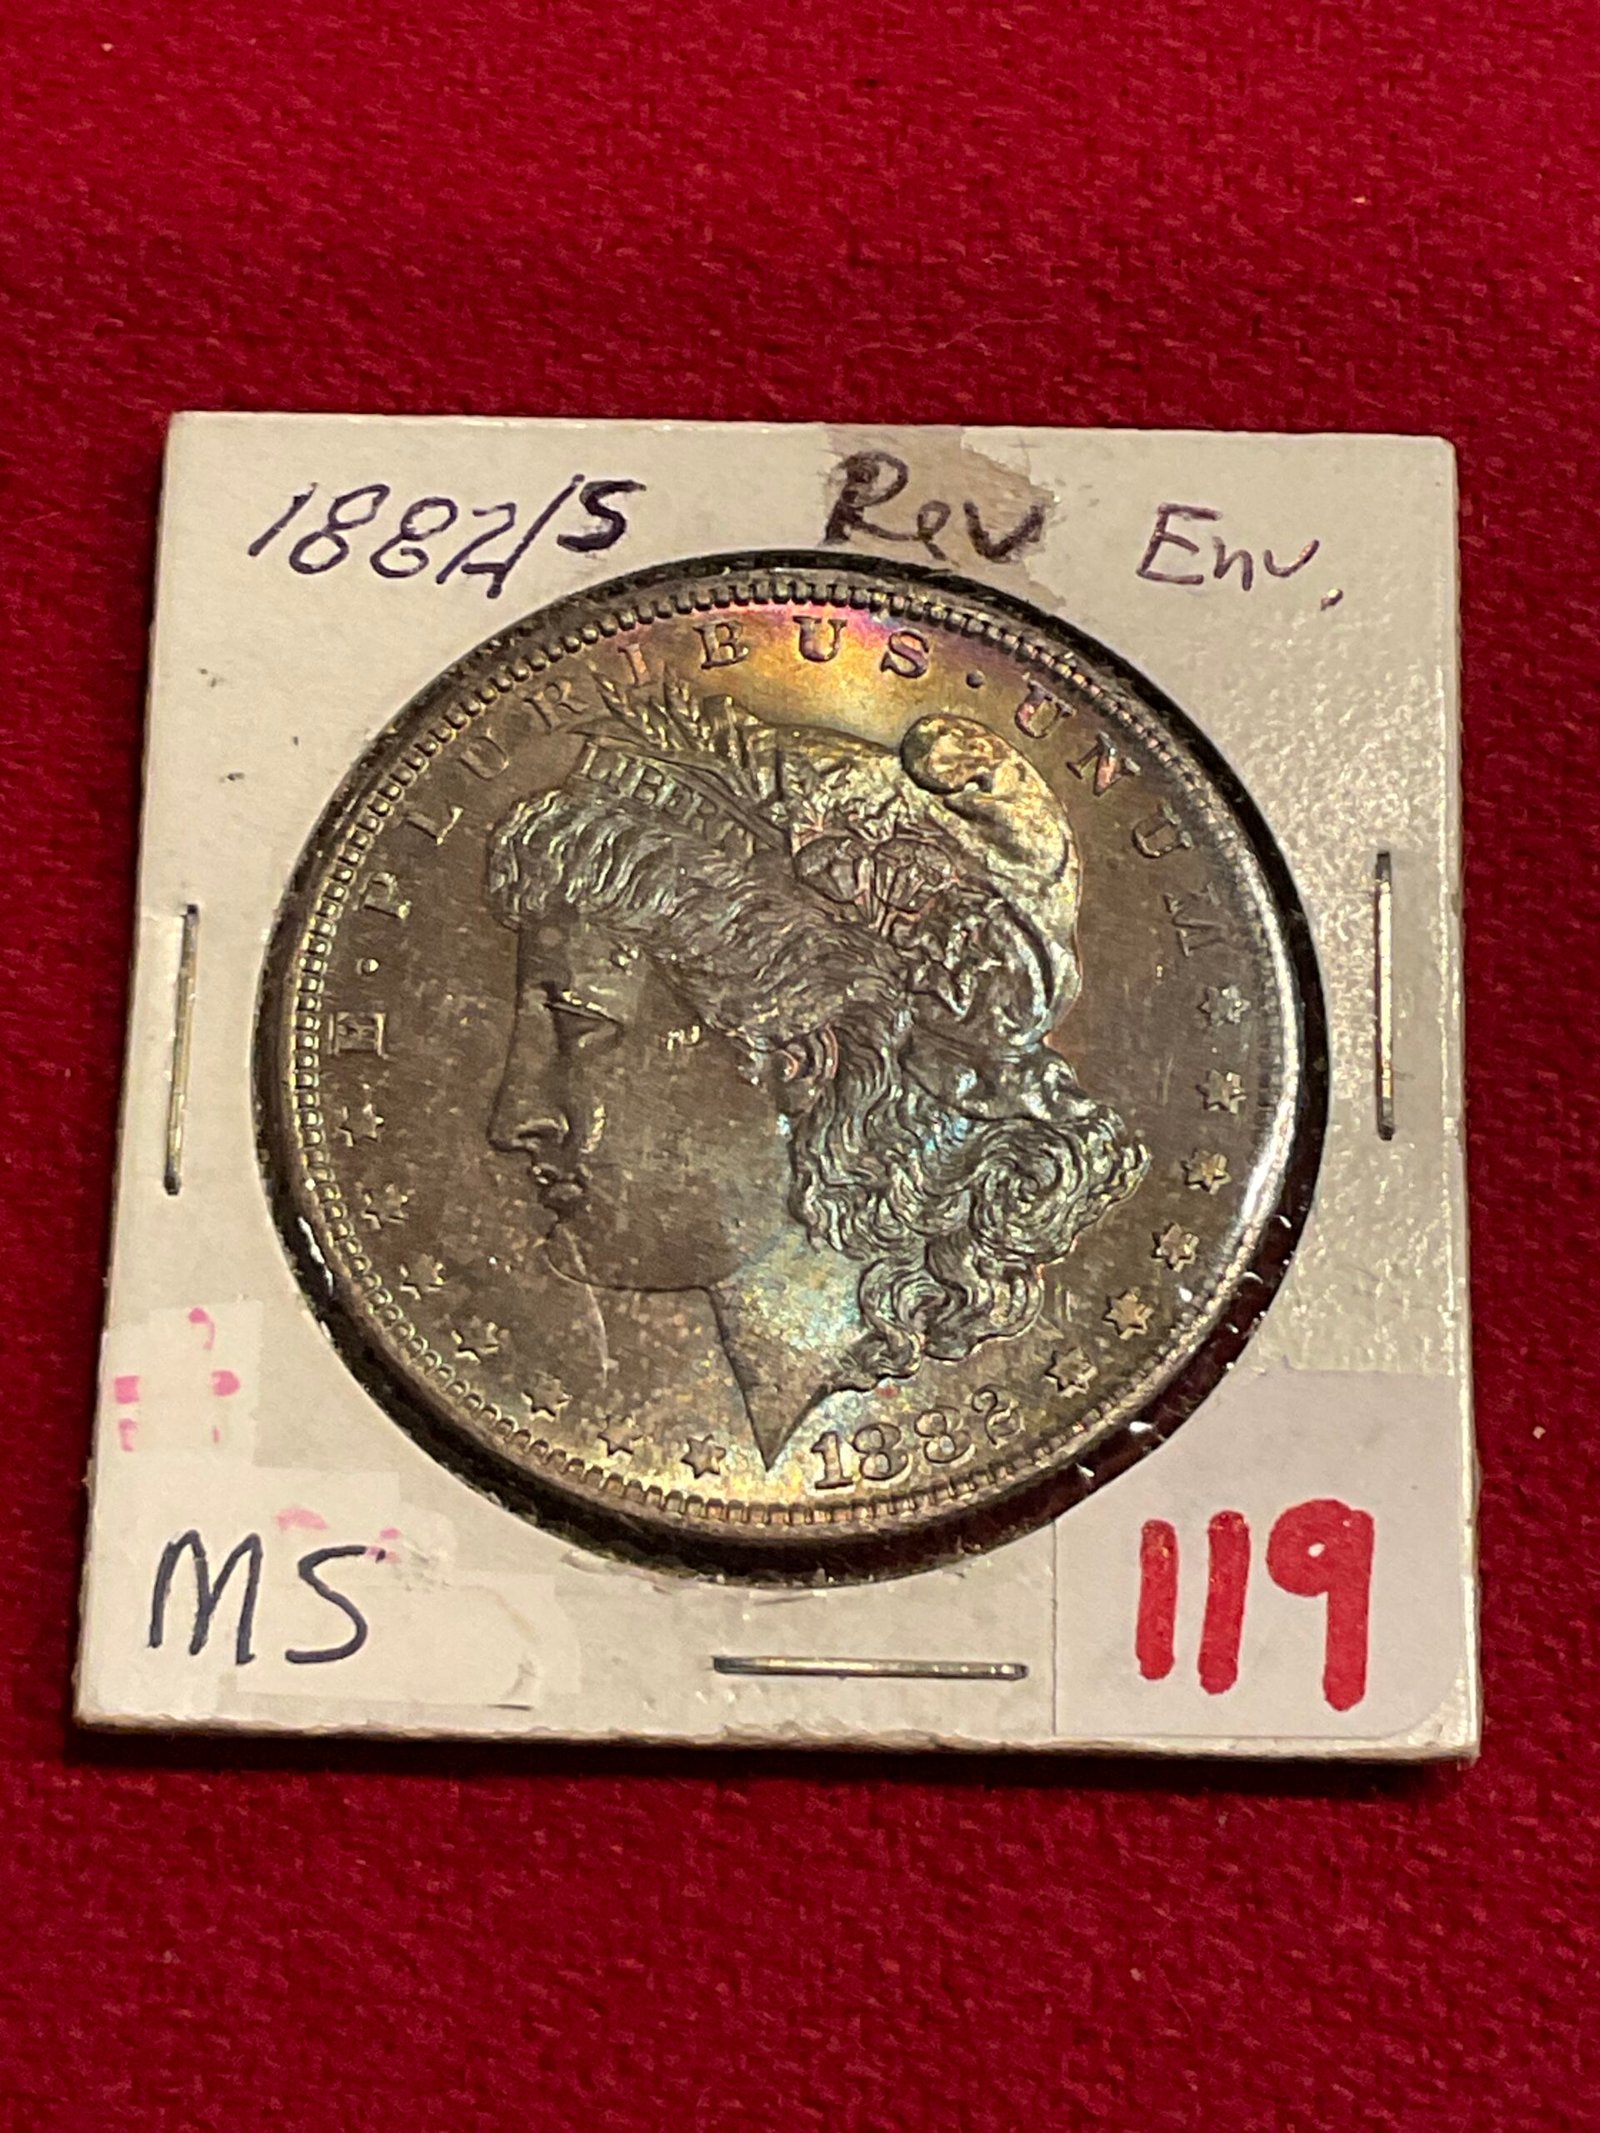 1882/S Rev Env.
E · PLURIBUS · UNUM
LIBERTY
1882
MS
119